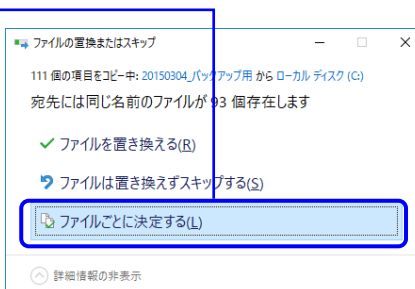 ファイルの置換またはスキップ
111 個の項目をコピー中: 20150304_バックアップ用 から ローカル ディスク (C:)
宛先には同じ名前のファイルが 93 個存在します
ファイルを置き換える(R)
ファイルは置き換えずスキップする(S)
ファイルごとに決定する(L)
詳細情報の非表示